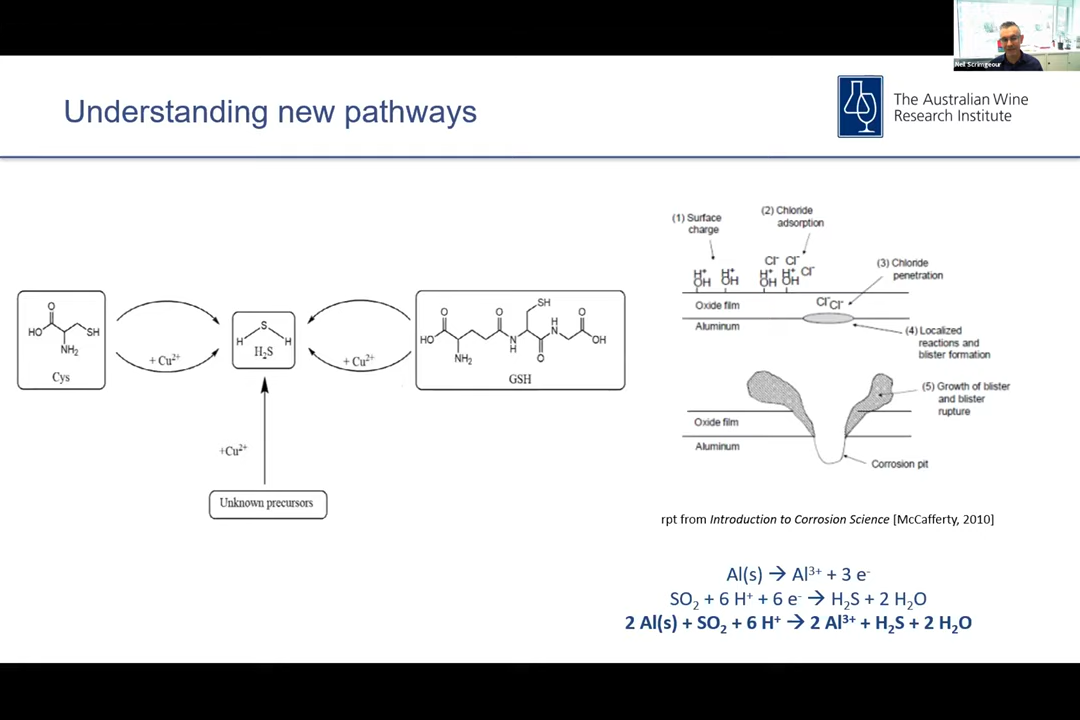 Neil Scrimgeour
Understanding new pathways
The Australian Wine
Research Institute
O
HO
SH
NH2
Cys
+ Cu2+
S
H H
H2S
+ Cu2+
SH
O O O
HO
N
H
H
N
OH
NH2
O
GSH
+Cu2+
Unknown precursors
(1) Surface
charge
(2) Chloride
adsorption
(3) Chloride
penetration
H+ H+ H+ H+
OH OH OH OH
Cl- Cl-
Cl-
Oxide film
Cl-Cl-
Aluminum
(4) Localized
reactions and
blister formation
(5) Growth of blister
and blister
rupture
Oxide film
Aluminum
Corrosion pit
rpt from Introduction to Corrosion Science [McCafferty, 2010]
Al(s) → Al3+ + 3 e-
SO2 + 6 H+ + 6 e- → H2S + 2 H2O
2 Al(s) + SO2 + 6 H+ → 2 Al3+ + H2S + 2 H2O